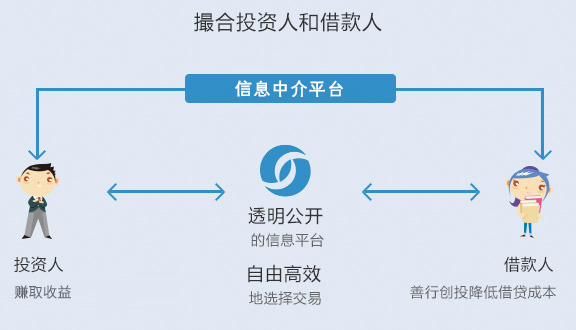 撮合投资人和借款人
信息中介平台
透明公开
的信息平台
自由高效
地选择交易
投资人
赚取收益
借款人
善行创投降低借贷成本